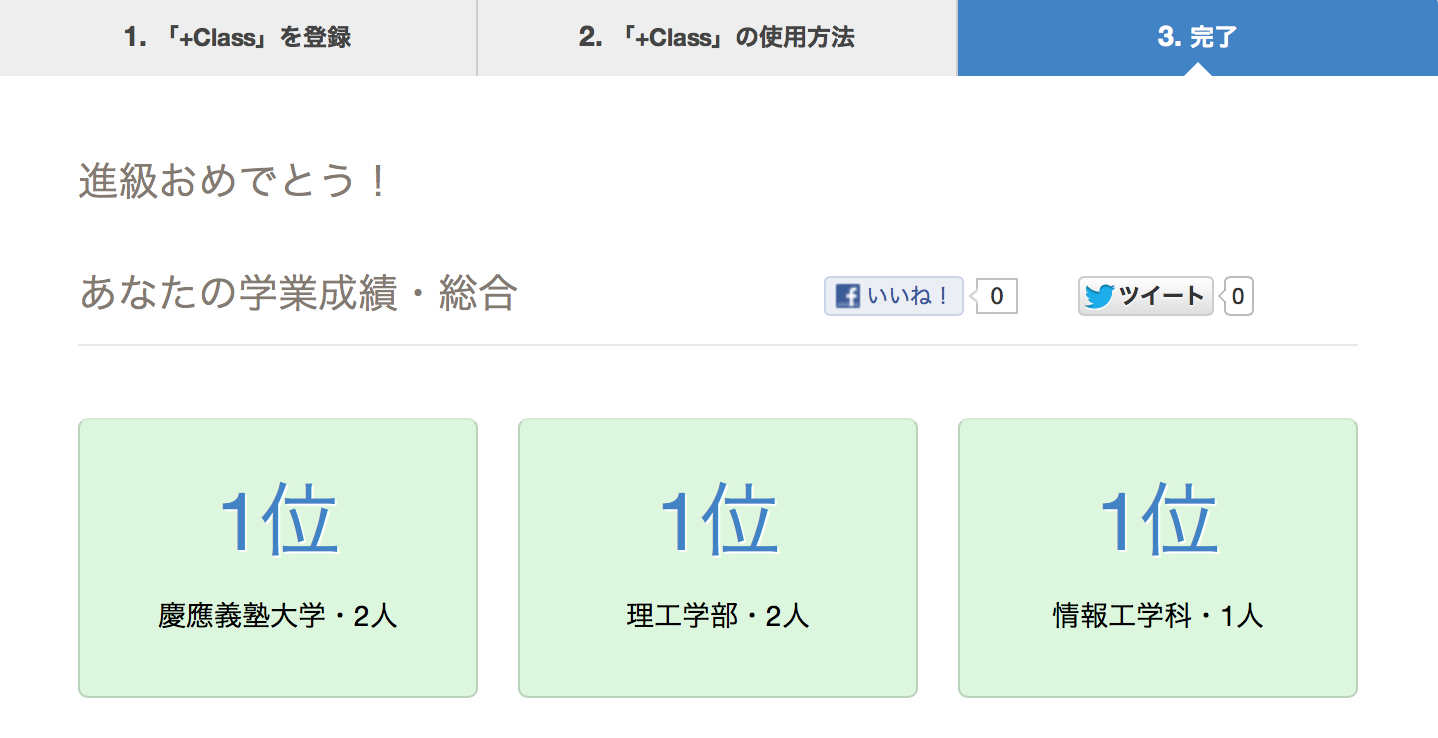 1. 「+Class」を登録
2. 「+Class」の使用方法
3. 完了
進級おめでとう！
あなたの学業成績・総合
いいね！ 0
ツイート 0
1位
慶應義塾大学・2人
1位
理工学部・2人
1位
情報工学科・1人